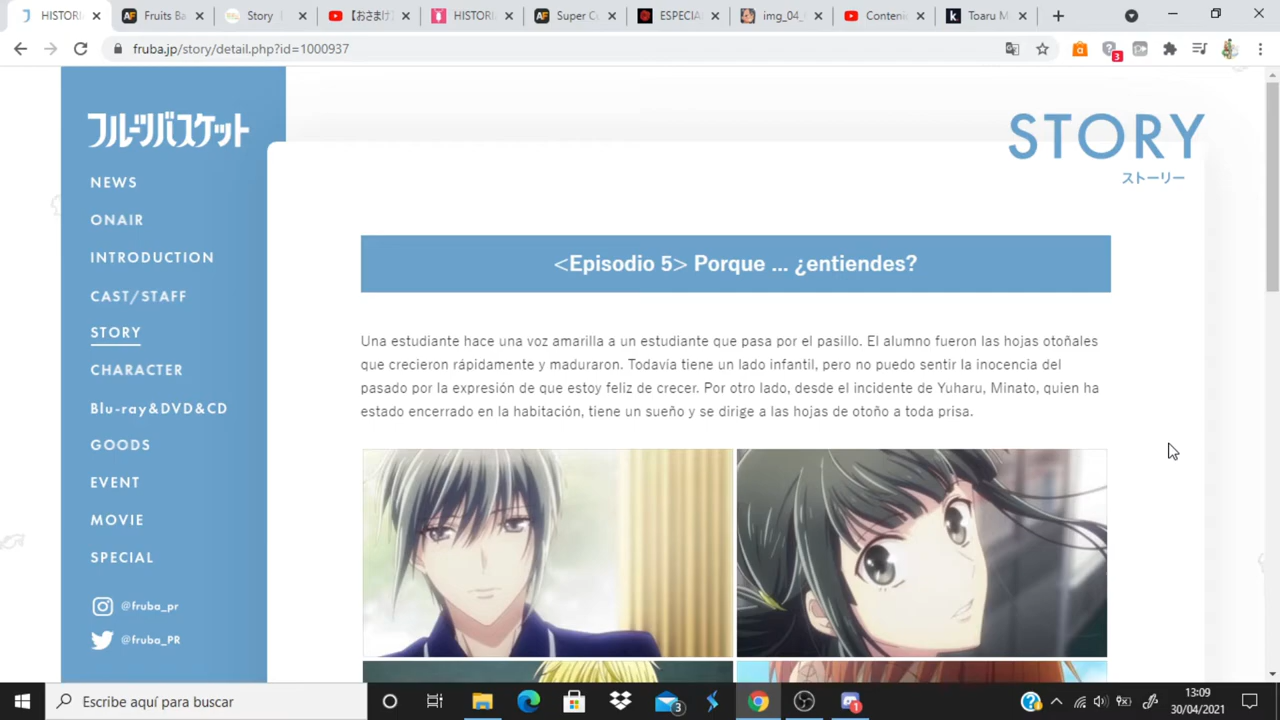 HISTORI
Fruits Ba
Story
【おさまけ
HISTORI
Super Cu
ESPECIA
img_04_
Conteni
Toaru M
fruba.jp/story/detail.php?id=1000937
3
フルーツバスケット
NEWS
ONAIR
INTRODUCTION
CAST/STAFF
STORY
CHARACTER
Blu-ray&DVD&CD
GOODS
EVENT
MOVIE
SPECIAL
@fruba_pr
@fruba_PR
STORY
ストーリー
<Episodio 5> Porque ... ¿entiendes?
Una estudiante hace una voz amarilla a un estudiante que pasa por el pasillo. El alumno fueron las hojas otoñales
que crecieron rápidamente y maduraron. Todavía tiene un lado infantil, pero no puedo sentir la inocencia del
pasado por la expresión de que estoy feliz de crecer. Por otro lado, desde el incidente de Yuharu, Minato, quien ha
estado encerrado en la habitación, tiene un sueño y se dirige a las hojas de otoño a toda prisa.
Escribe aquí para buscar
3
1
13:09
30/04/2021